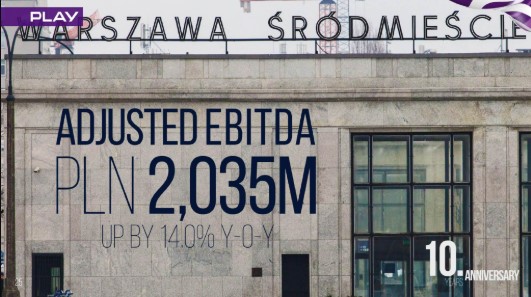 PLAY
WARSZAWA ŚRÓDMIEŚCIE
ADJUSTED EBITDA
PLN 2,035M
UP BY 14.0% Y-O-Y
10.
ANNIVERSARY